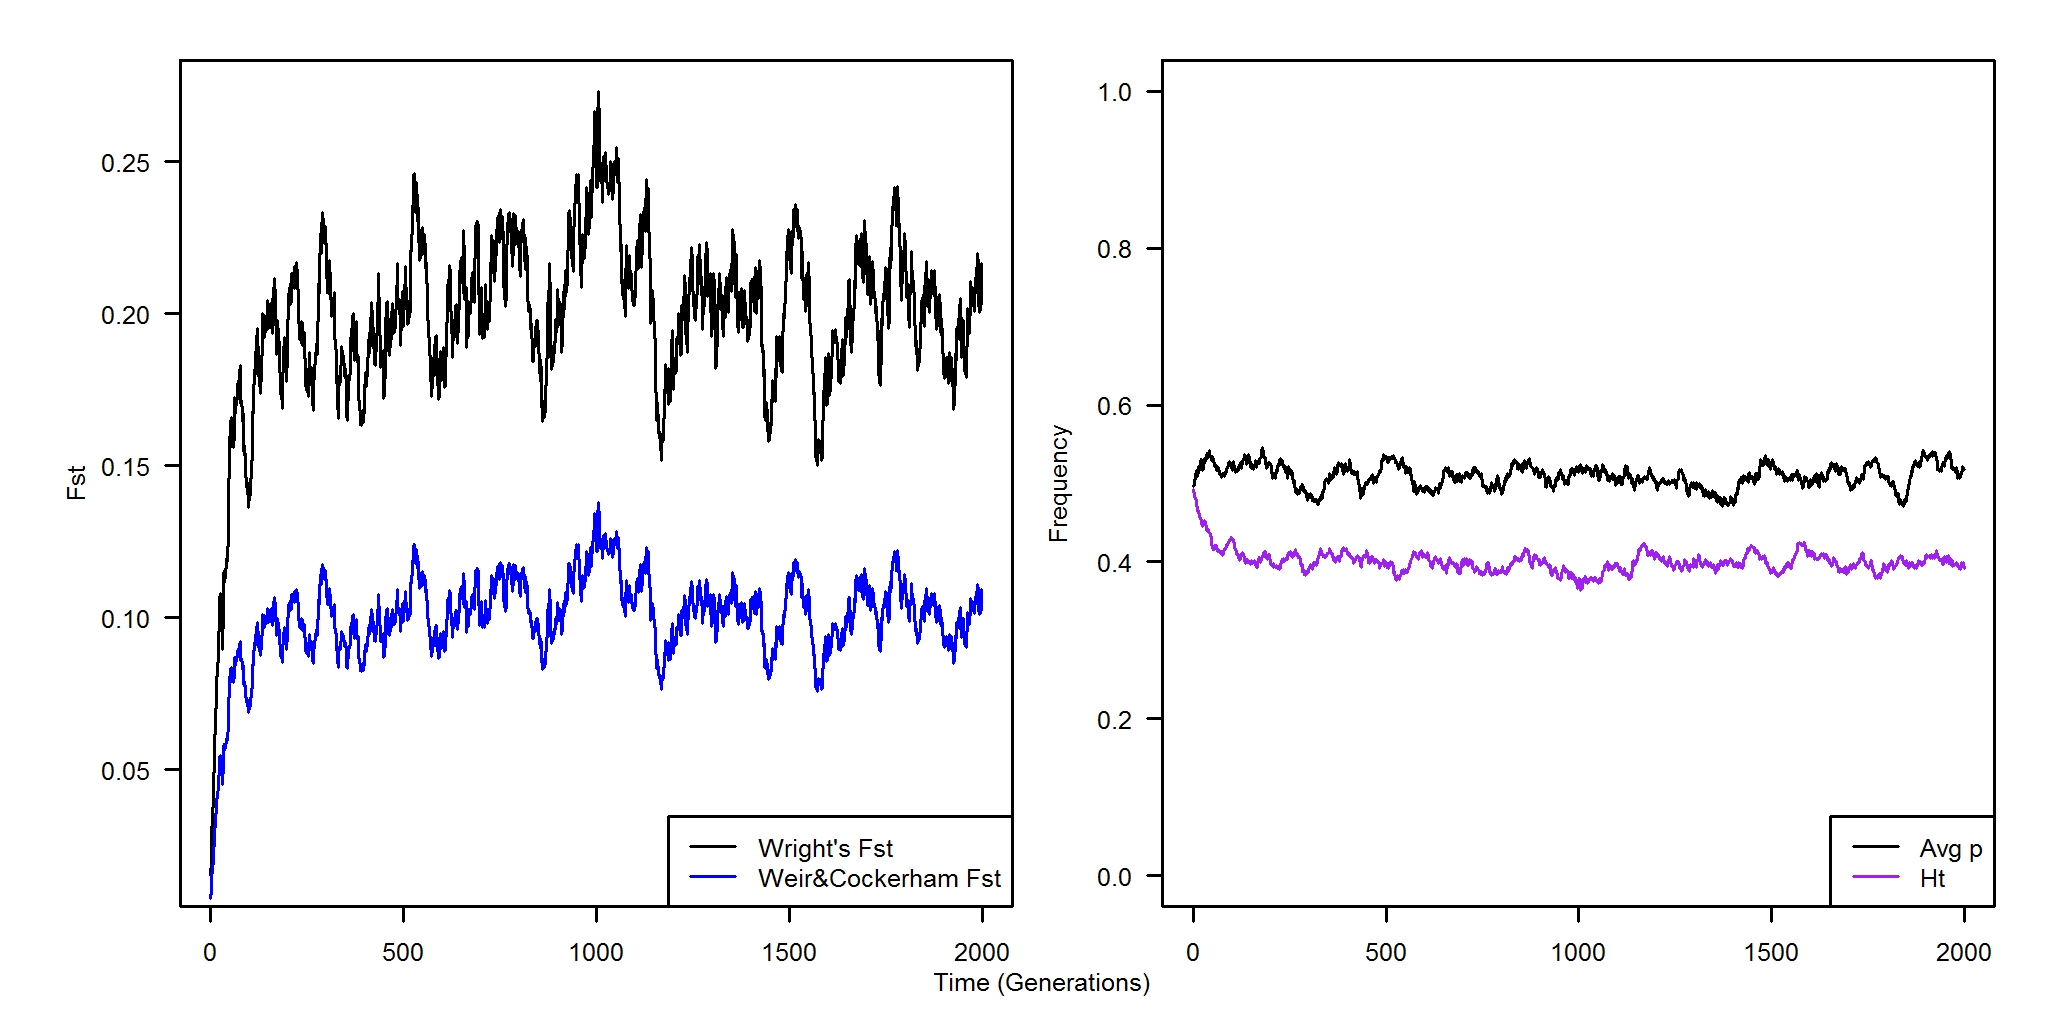 Fst
0.25
0.20
0.15
0.10
0.05
0 500 1000 1500 2000
Wright's Fst
Weir&Cockerham Fst
Frequency
1.0
0.8
0.6
0.4
0.2
0.0
0 500 1000 1500 2000
Avg p
Ht
Time (Generations)